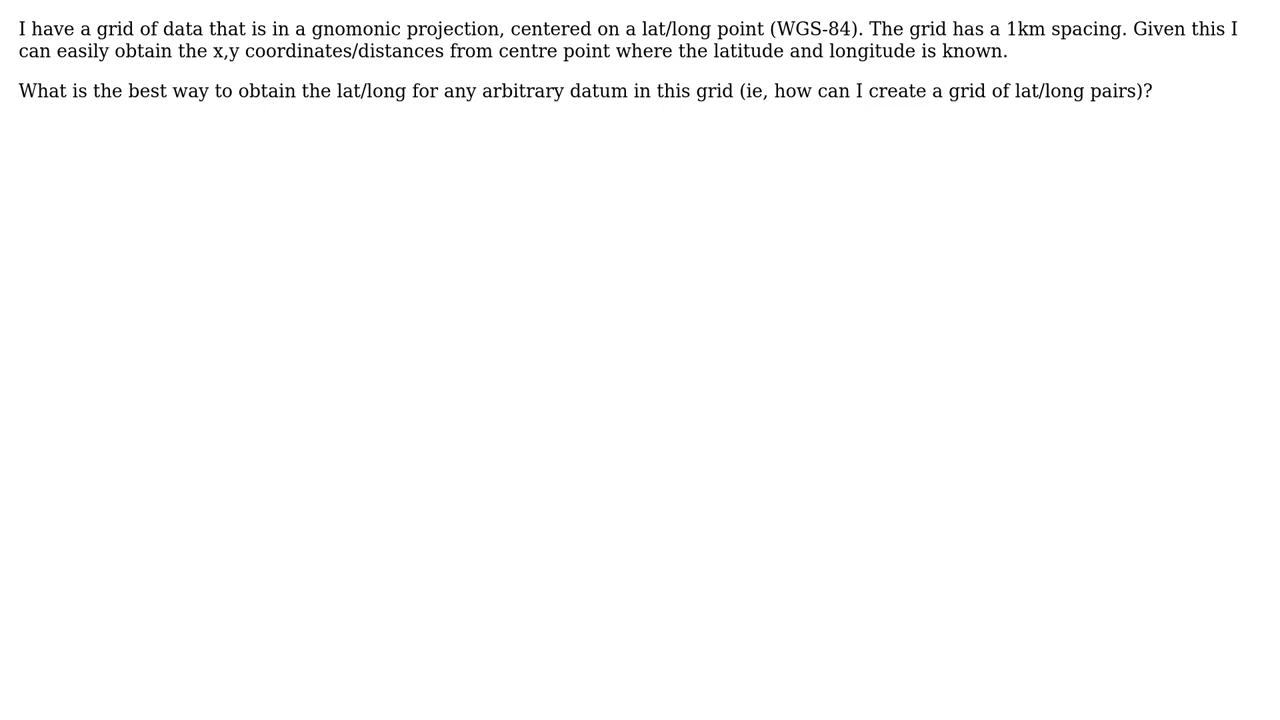 I have a grid of data that is in a gnomonic projection, centered on a lat/long point (WGS-84). The grid has a 1km spacing. Given this I
can easily obtain the x,y coordinates/distances from centre point where the latitude and longitude is known.
What is the best way to obtain the lat/long for any arbitrary datum in this grid (ie, how can I create a grid of lat/long pairs)?